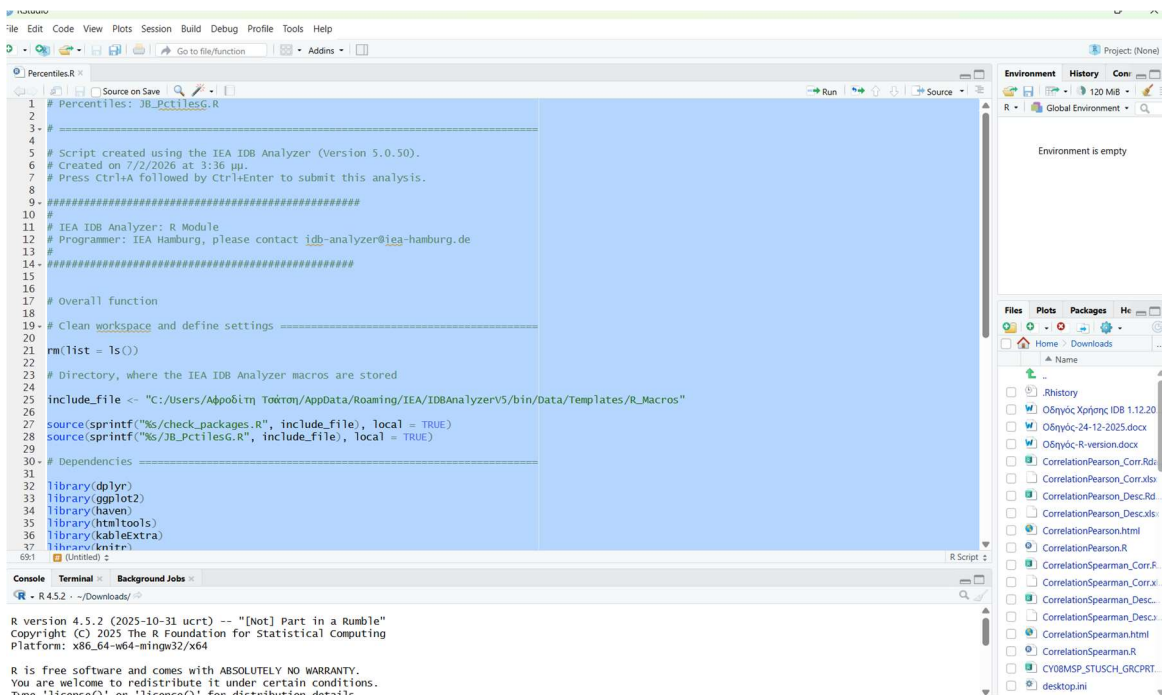 RStudio
File Edit Code View Plots Session Build Debug Profile Tools Help
Go to file/function
Addins
Project: (None)
Percentiles.R
Source on Save
Run
Source
1 # Percentiles: JB_PctilesG.R
2
3 # ==============================================================================
4
5 # Script created using the IEA IDB Analyzer (Version 5.0.50).
6 # Created on 7/2/2026 at 3:36 μμ.
7 # Press Ctrl+A followed by Ctrl+Enter to submit this analysis.
8
9 ###################################################
10 #
11 # IEA IDB Analyzer: R Module
12 # Programmer: IEA Hamburg, please contact idb-analyzer@iea-hamburg.de
13 #
14 ##################################################
15
16
17 # Overall function
18
19 # Clean workspace and define settings ==========================================
20
21 rm(list = ls())
22
23 # Directory, where the IEA IDB Analyzer macros are stored
24
25 include_file <- "C:/Users/Αφροδίτη Τσάτση/AppData/Roaming/IEA/IDBAnalyzerV5/bin/Data/Templates/R_Macros"
26
27 source(sprintf("%s/check_packages.R", include_file), local = TRUE)
28 source(sprintf("%s/JB_PctilesG.R", include_file), local = TRUE)
29
30 # Dependencies =================================================================
31
32 library(dplyr)
33 library(ggplot2)
34 library(haven)
35 library(htmltools)
36 library(kableExtra)
37 library(knitr)
69:1 (Untitled)
R Script
Console Terminal Background Jobs
R 4.5.2 · ~/Downloads/
R version 4.5.2 (2025-10-31 ucrt) -- "[Not] Part in a Rumble"
Copyright (C) 2025 The R Foundation for Statistical Computing
Platform: x86_64-w64-mingw32/x64
R is free software and comes with ABSOLUTELY NO WARRANTY.
You are welcome to redistribute it under certain conditions.
Type 'license()' or 'licence()' for distribution details.
Environment History Conn
120 MiB
R Global Environment
Environment is empty
Files Plots Packages He
Home Downloads
Name
..
.Rhistory
Οδηγός Χρήσης IDB 1.12.20
Οδηγός-24-12-2025.docx
Οδηγός-R-version.docx
CorrelationPearson_Corr.Rda
CorrelationPearson_Corr.xlsx
CorrelationPearson_Desc.Rd
CorrelationPearson_Desc.xls
CorrelationPearson.html
CorrelationPearson.R
CorrelationSpearman_Corr.R
CorrelationSpearman_Corr.x
CorrelationSpearman_Desc.
CorrelationSpearman_Desc.x
CorrelationSpearman.html
CorrelationSpearman.R
CY08MSP_STUSCH_GRCPRT
desktop.ini